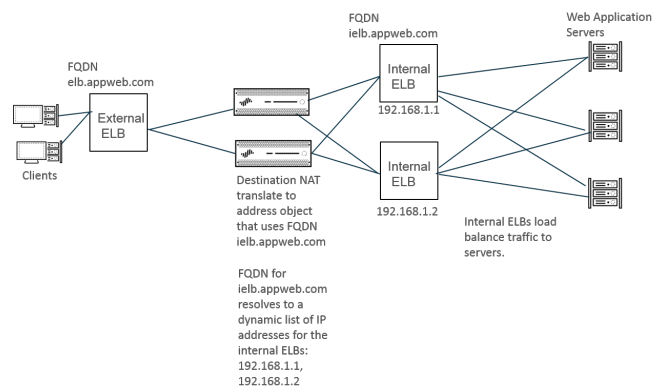 FQDN
ielb.appweb.com
Web Application
Servers
FQDN
elb.appweb.com
External
ELB
Internal
ELB
192.168.1.1
Clients
Internal
ELB
192.168.1.2
Destination NAT
translate to
address object
that uses FQDN
ielb.appweb.com
Internal ELBs load
balance traffic to
servers.
FQDN for
ielb.appweb.com
resolves to a
dynamic list of IP
addresses for the
internal ELBs:
192.168.1.1,
192.168.1.2